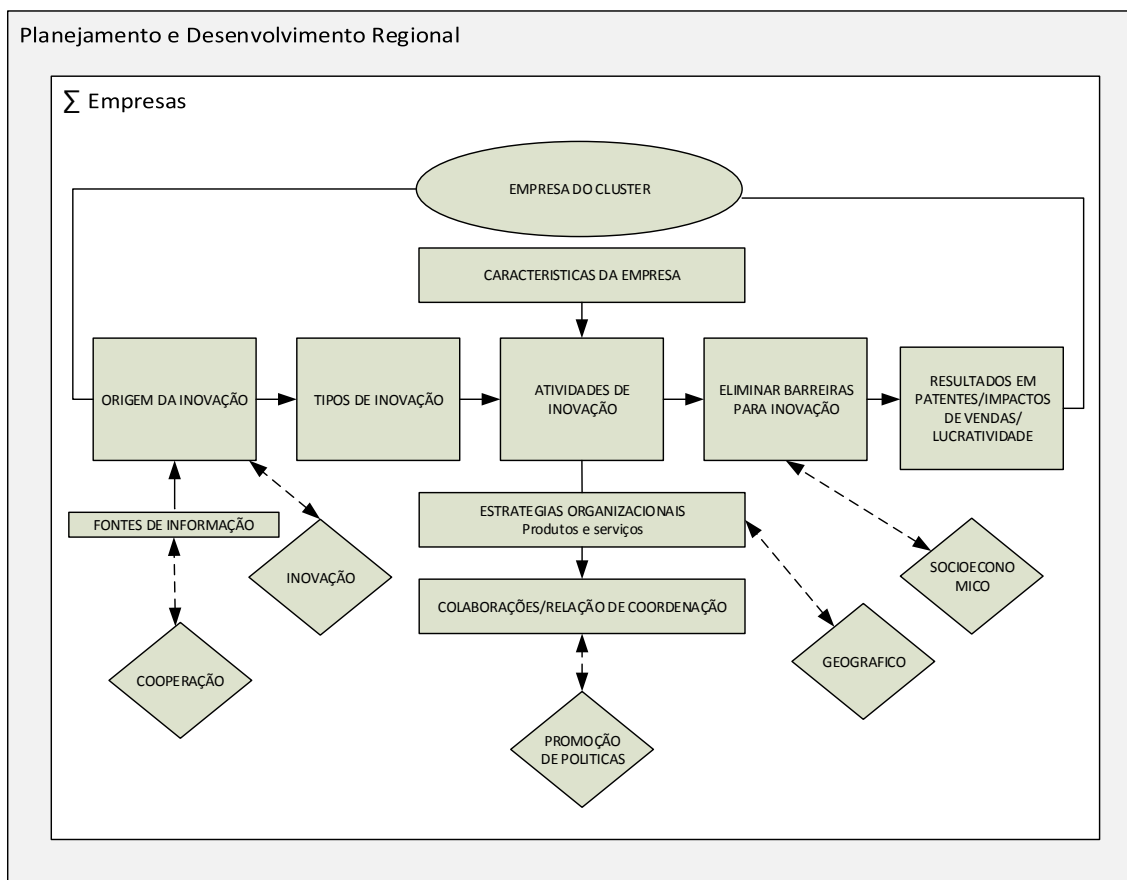 Planejamento e Desenvolvimento Regional
∑ Empresas
EMPRESA DO CLUSTER
CARACTERISTICAS DA EMPRESA
ORIGEM DA INOVAÇÃO
TIPOS DE INOVAÇÃO
ATIVIDADES DE
INOVAÇÃO
ELIMINAR BARREIRAS
PARA INOVAÇÃO
RESULTADOS EM
PATENTES/IMPACTOS
DE VENDAS/
LUCRATIVIDADE
FONTES DE INFORMAÇÃO
ESTRATEGIAS ORGANIZACIONAIS
Produtos e serviços
INOVAÇÃO
SOCIOECONO
MICO
COLABORAÇÕES/RELAÇÃO DE COORDENAÇÃO
COOPERAÇÃO
GEOGRAFICO
PROMOÇÃO
DE POLITICAS